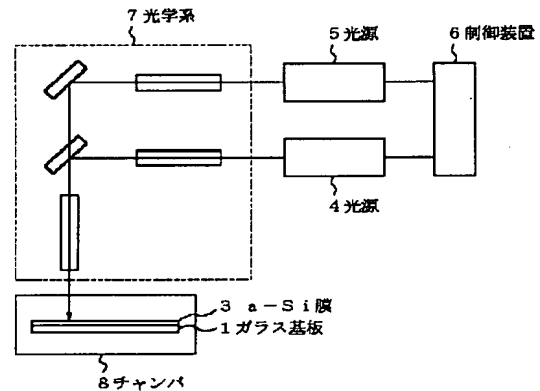 7光学系
5光源
6制御装置
4光源
3 a-Si膜
1ガラス基板
8チャンバ